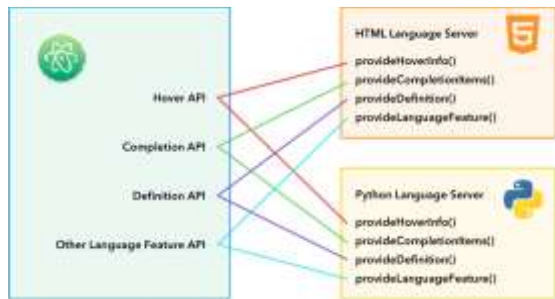 Hover API
Completion API
Definition API
Other Language Feature API
HTML Language Server
provideHoverInfo()
provideCompletionItems()
provideDefinition()
provideLanguageFeature()
Python Language Server
provideHoverInfo()
provideCompletionItems()
provideDefinition()
provideLanguageFeature()